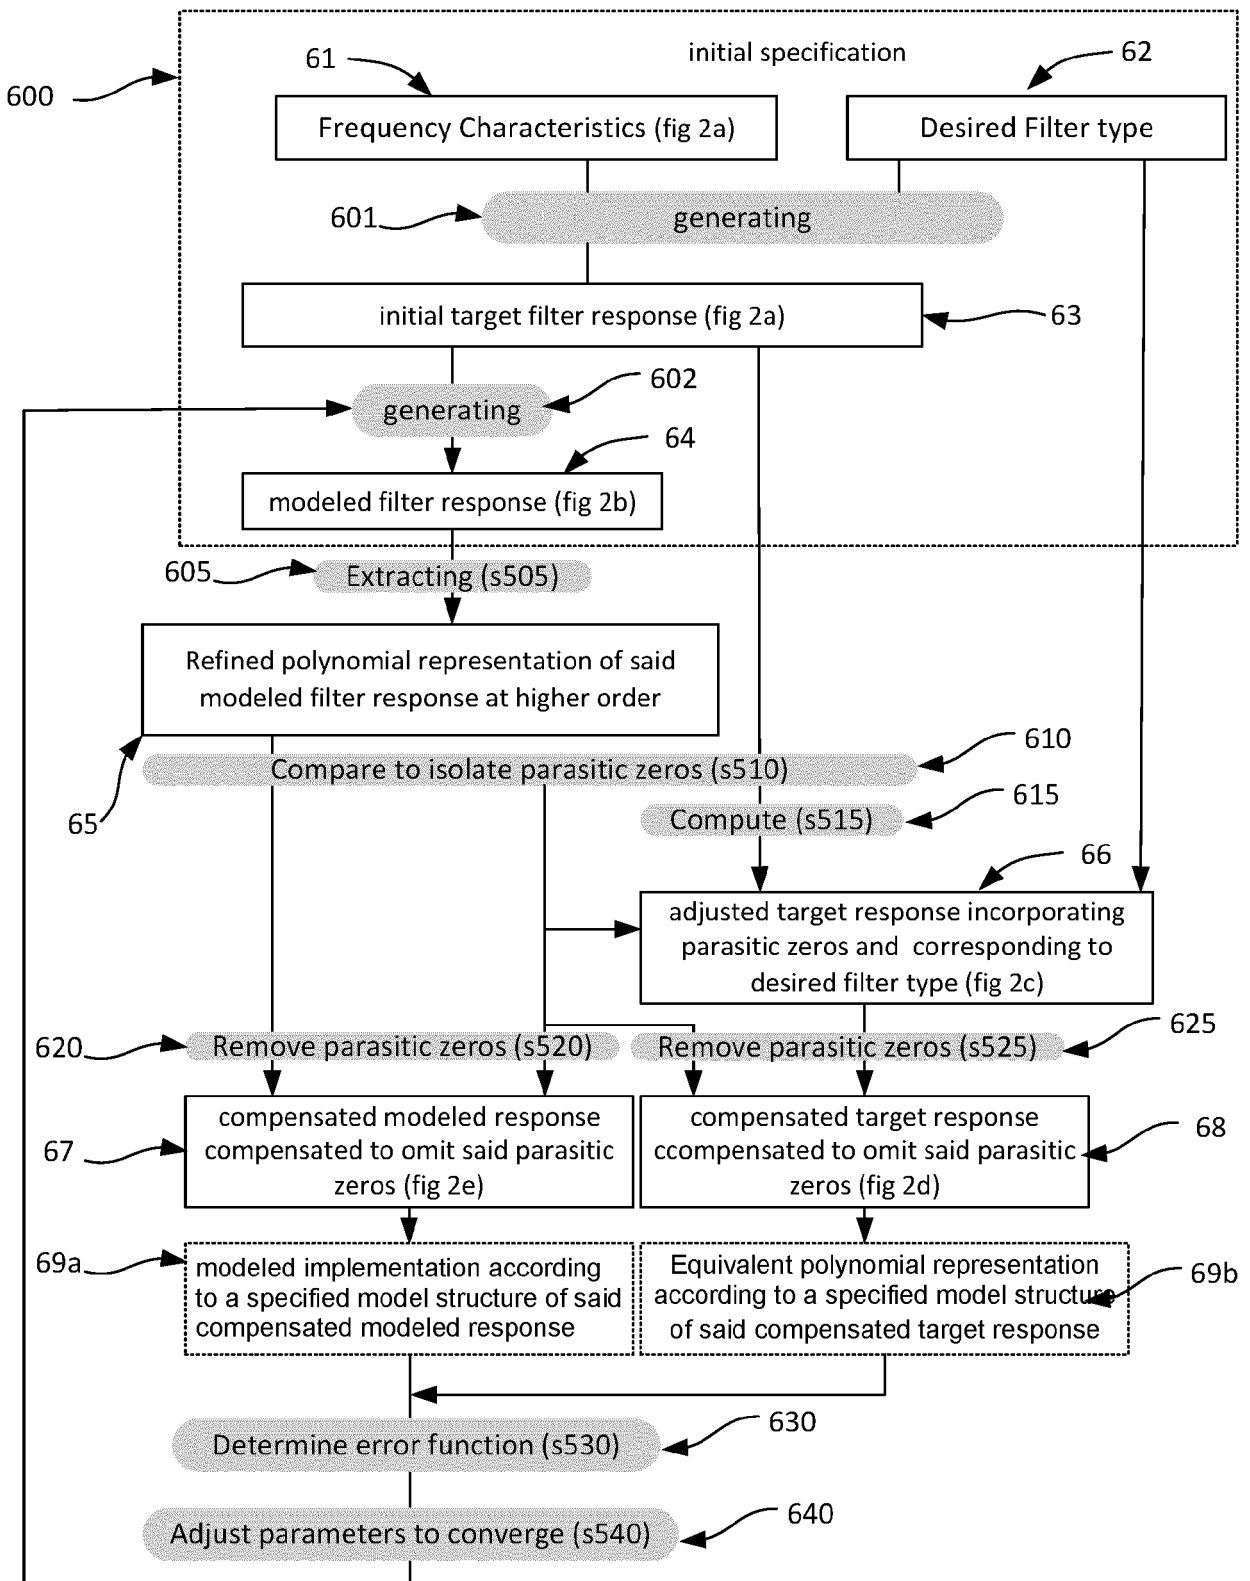 initial specification
61
62
600
Frequency Characteristics (fig 2a)
Desired Filter type
601
generating
initial target filter response (fig 2a)
63
602
generating
64
modeled filter response (fig 2b)
605
Extracting (s505)
Refined polynomial representation of said
modeled filter response at higher order
610
Compare to isolate parasitic zeros (s510)
65
615
Compute (s515)
66
adjusted target response incorporating
parasitic zeros and corresponding to
desired filter type (fig 2c)
620
Remove parasitic zeros (s520)
Remove parasitic zeros (s525)
625
67
compensated modeled response
compensated to omit said parasitic
zeros (fig 2e)
compensated target response
ccompensated to omit said parasitic
zeros (fig 2d)
68
69a
modeled implementation according
to a specified model structure of said
compensated modeled response
Equivalent polynomial representation
according to a specified model structure
of said compensated target response
69b
630
Determine error function (s530)
640
Adjust parameters to converge (s540)